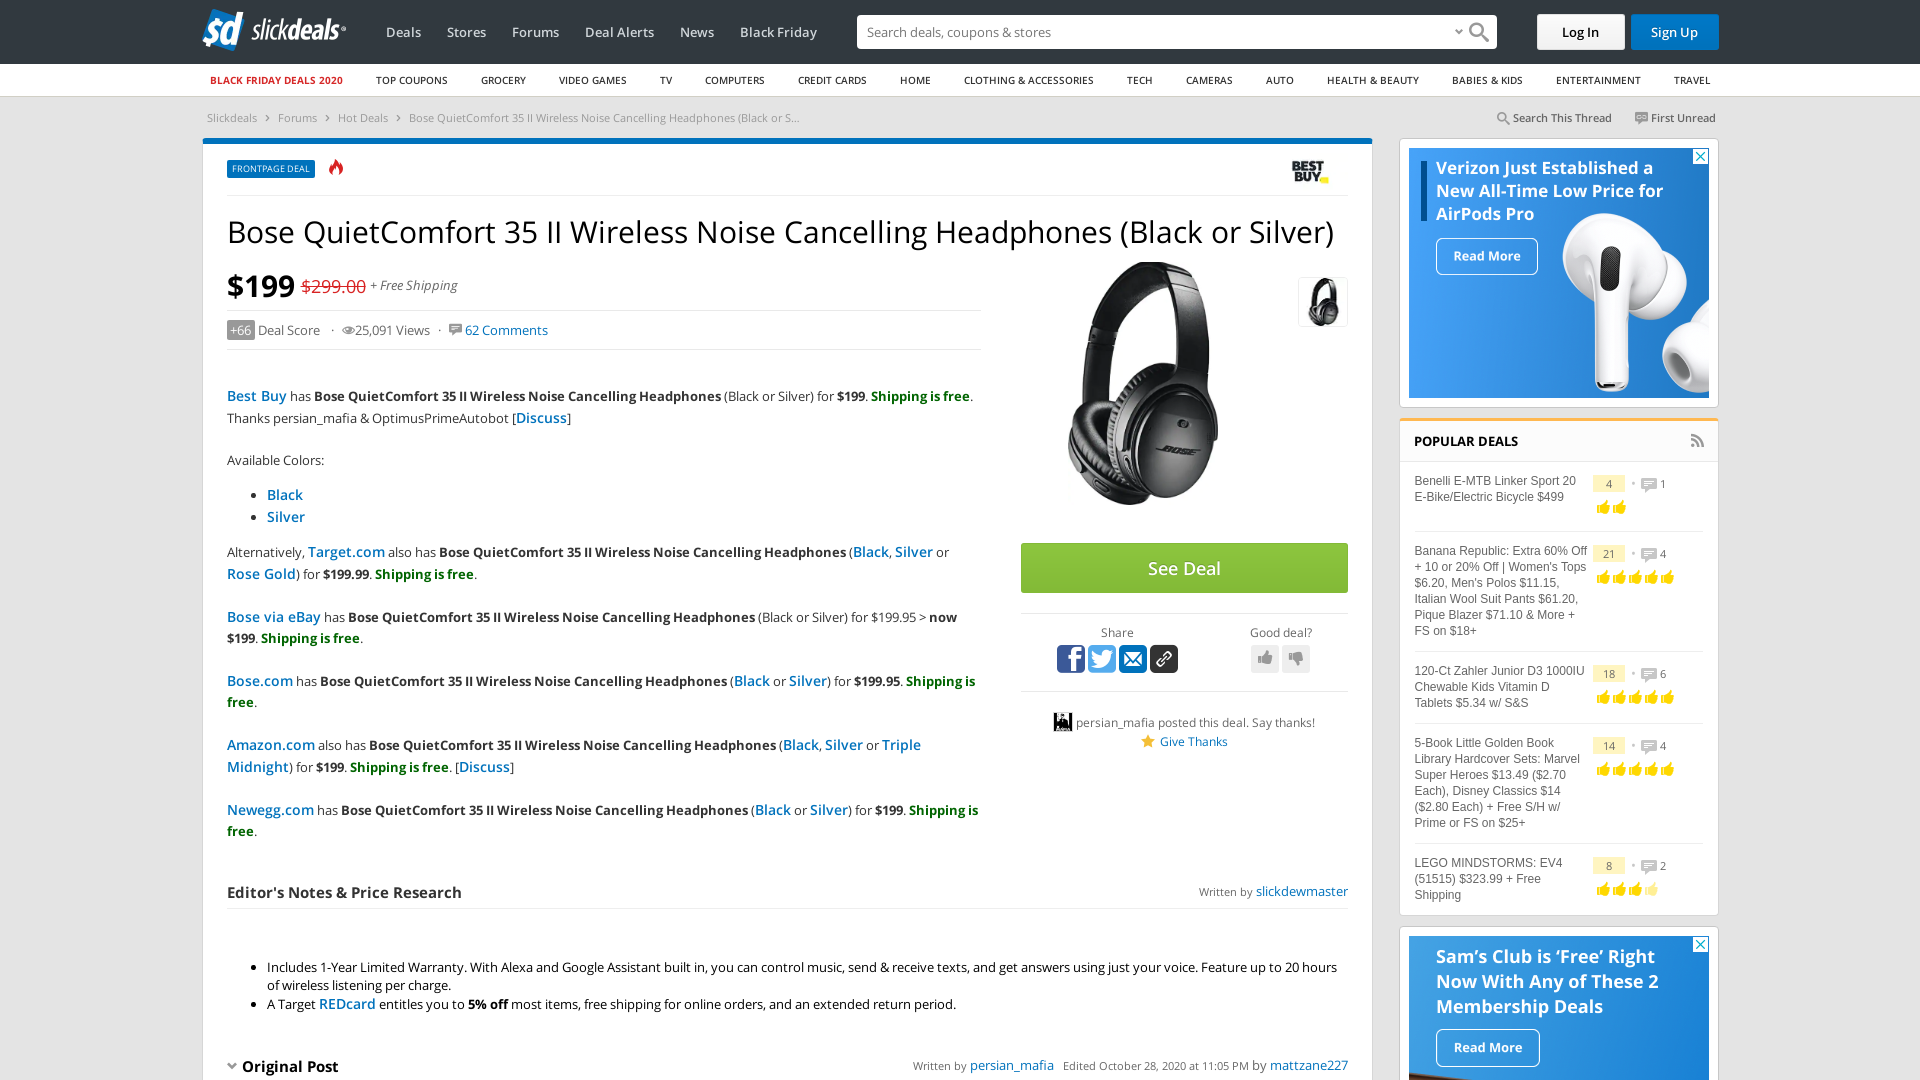 slickdeals
Deals
Stores
Forums
Deal Alerts
News
Black Friday
Search deals, coupons & stores
Log In
Sign Up
BLACK FRIDAY DEALS 2020
TOP COUPONS
GROCERY
VIDEO GAMES
TV
COMPUTERS
CREDIT CARDS
HOME
CLOTHING & ACCESSORIES
TECH
CAMERAS
AUTO
HEALTH & BEAUTY
BABIES & KIDS
ENTERTAINMENT
TRAVEL
Slickdeals > Forums > Hot Deals > Bose QuietComfort 35 II Wireless Noise Cancelling Headphones (Black or S...
Search This Thread
First Unread
FRONTPAGE DEAL
BEST BUY
Bose QuietComfort 35 II Wireless Noise Cancelling Headphones (Black or Silver)
$199 $299.00 + Free Shipping
+66 Deal Score · 25,091 Views · 62 Comments
Best Buy has Bose QuietComfort 35 II Wireless Noise Cancelling Headphones (Black or Silver) for $199. Shipping is free.
Thanks persian_mafia & OptimusPrimeAutobot [Discuss]
Available Colors:
• Black
• Silver
Alternatively, Target.com also has Bose QuietComfort 35 II Wireless Noise Cancelling Headphones (Black, Silver or
Rose Gold) for $199.99. Shipping is free.
Bose via eBay has Bose QuietComfort 35 II Wireless Noise Cancelling Headphones (Black or Silver) for $199.95 > now
$199. Shipping is free.
Bose.com has Bose QuietComfort 35 II Wireless Noise Cancelling Headphones (Black or Silver) for $199.95. Shipping is
free.
Amazon.com also has Bose QuietComfort 35 II Wireless Noise Cancelling Headphones (Black, Silver or Triple
Midnight) for $199. Shipping is free. [Discuss]
Newegg.com has Bose QuietComfort 35 II Wireless Noise Cancelling Headphones (Black or Silver) for $199. Shipping is
free.
BOSE
See Deal
Share
Good deal?
persian_mafia posted this deal. Say thanks!
Give Thanks
Editor's Notes & Price Research
Written by slickdewmaster
• Includes 1-Year Limited Warranty. With Alexa and Google Assistant built in, you can control music, send & receive texts, and get answers using just your voice. Feature up to 20 hours
of wireless listening per charge.
• A Target REDcard entitles you to 5% off most items, free shipping for online orders, and an extended return period.
Original Post
Written by persian_mafia Edited October 28, 2020 at 11:05 PM by mattzane227
Verizon Just Established a
New All-Time Low Price for
AirPods Pro
Read More
POPULAR DEALS
Benelli E-MTB Linker Sport 20
E-Bike/Electric Bicycle $499
4 • 1
Banana Republic: Extra 60% Off
+ 10 or 20% Off | Women's Tops
$6.20, Men's Polos $11.15,
Italian Wool Suit Pants $61.20,
Pique Blazer $71.10 & More +
FS on $18+
21 • 4
120-Ct Zahler Junior D3 1000IU
Chewable Kids Vitamin D
Tablets $5.34 w/ S&S
18 • 6
5-Book Little Golden Book
Library Hardcover Sets: Marvel
Super Heroes $13.49 ($2.70
Each), Disney Classics $14
($2.80 Each) + Free S/H w/
Prime or FS on $25+
14 • 4
LEGO MINDSTORMS: EV4
(51515) $323.99 + Free
Shipping
8 • 2
Sam's Club is ‘Free’ Right
Now With Any of These 2
Membership Deals
Read More